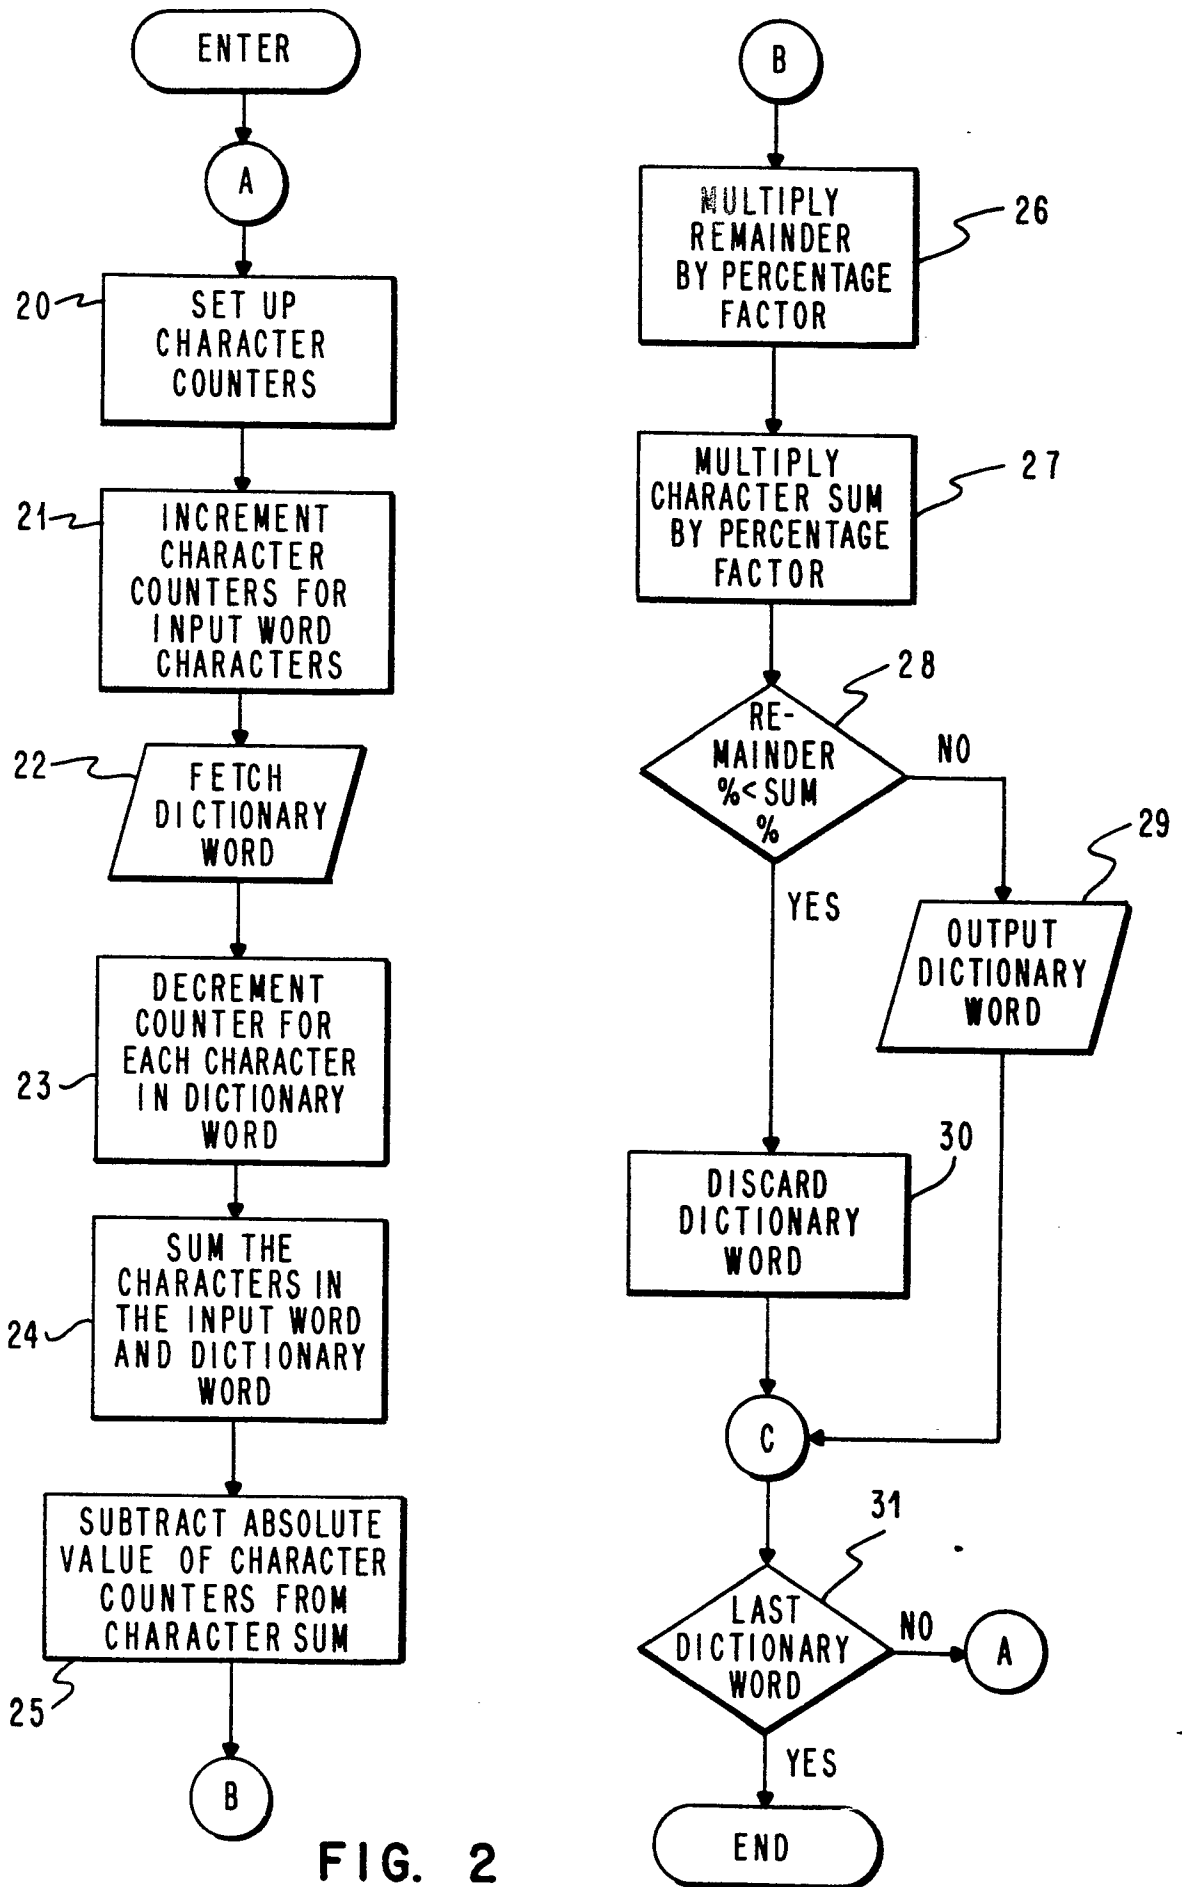 ENTER
A
20
SET UP
CHARACTER
COUNTERS
21
INCREMENT
CHARACTER
COUNTERS FOR
INPUT WORD
CHARACTERS
22
FETCH
DICTIONARY
WORD
23
DECREMENT
COUNTER FOR
EACH CHARACTER
IN DICTIONARY
WORD
24
SUM THE
CHARACTERS IN
THE INPUT WORD
AND DICTIONARY
WORD
25
SUBTRACT ABSOLUTE
VALUE OF CHARACTER
COUNTERS FROM
CHARACTER SUM
B
B
26
MULTIPLY
REMAINDER
BY PERCENTAGE
FACTOR
27
MULTIPLY
CHARACTER SUM
BY PERCENTAGE
FACTOR
28
RE-
MAINDER
%<SUM
%
NO
YES
29
OUTPUT
DICTIONARY
WORD
30
DISCARD
DICTIONARY
WORD
C
31
LAST
DICTIONARY
WORD
NO
A
YES
END
FIG. 2